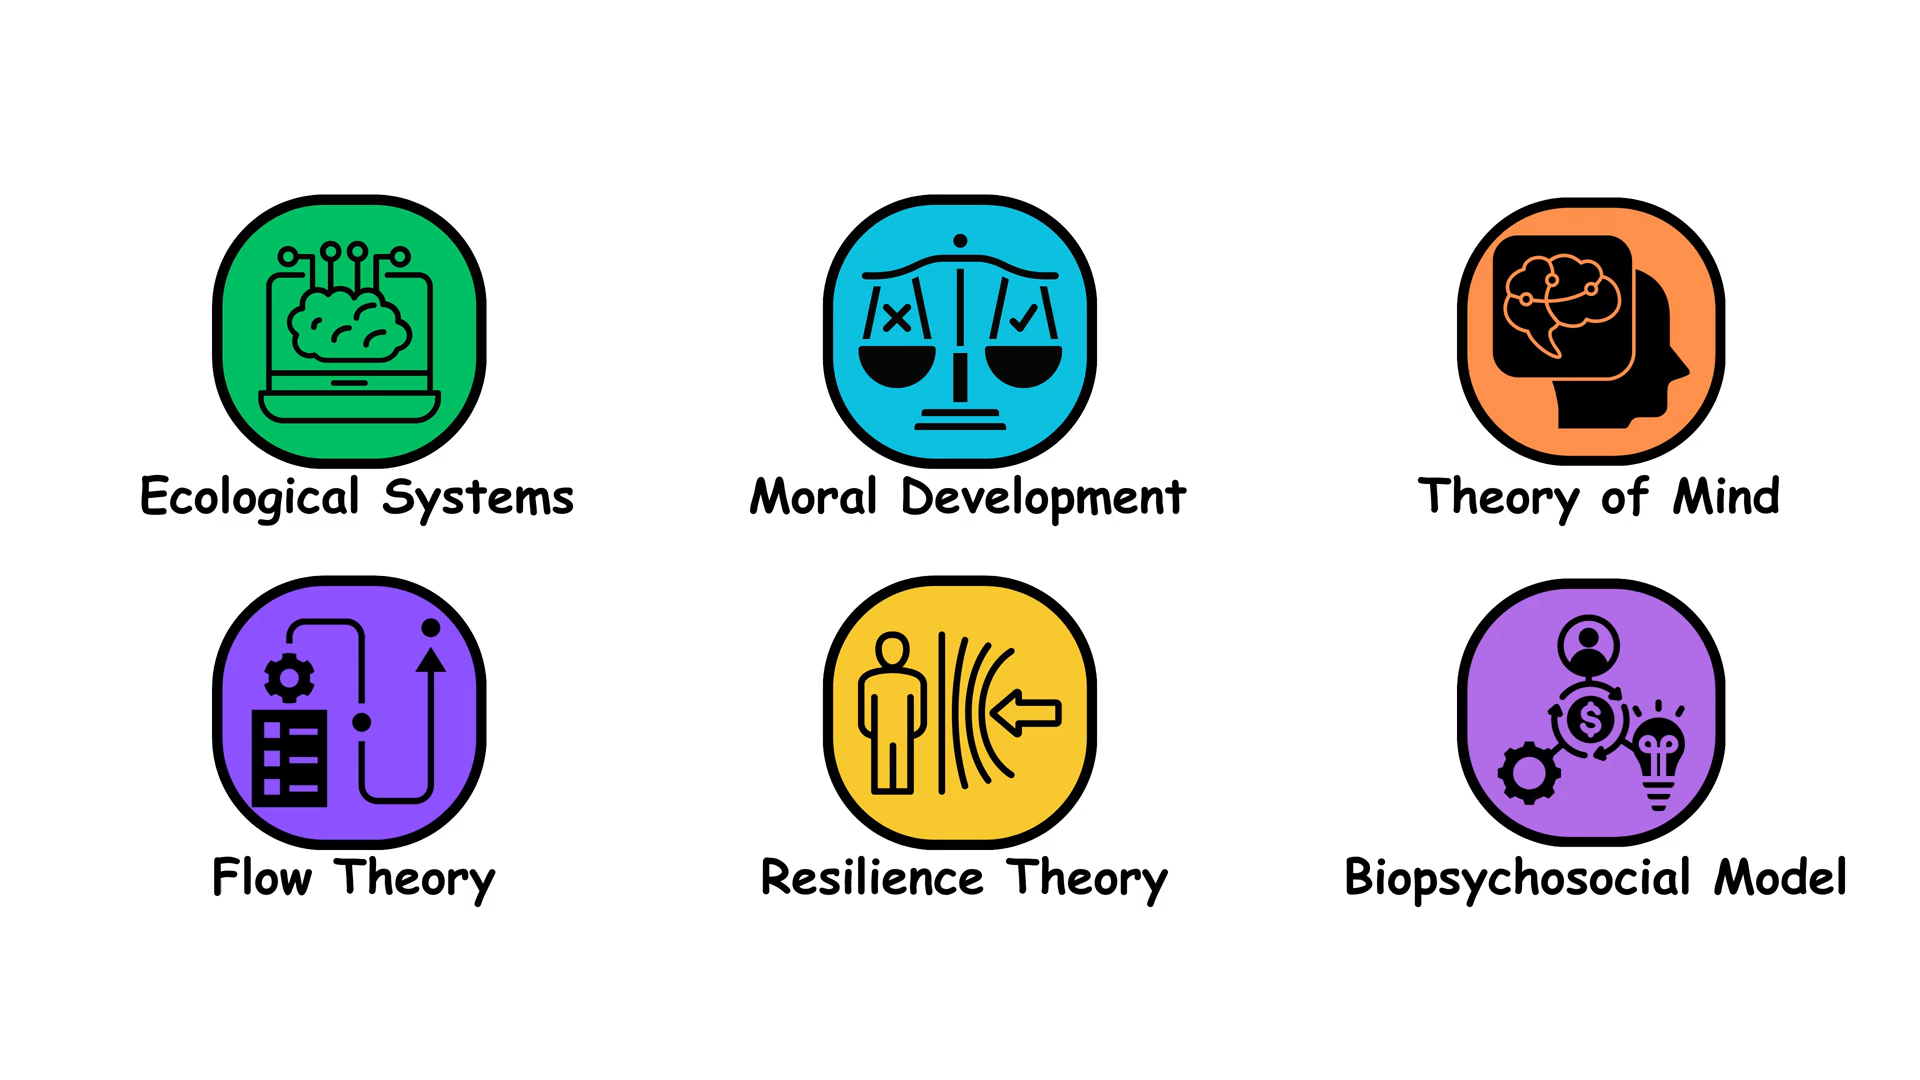 Ecological Systems
Moral Development
Theory of Mind
Flow Theory
Resilience Theory
Biopsychosocial Model